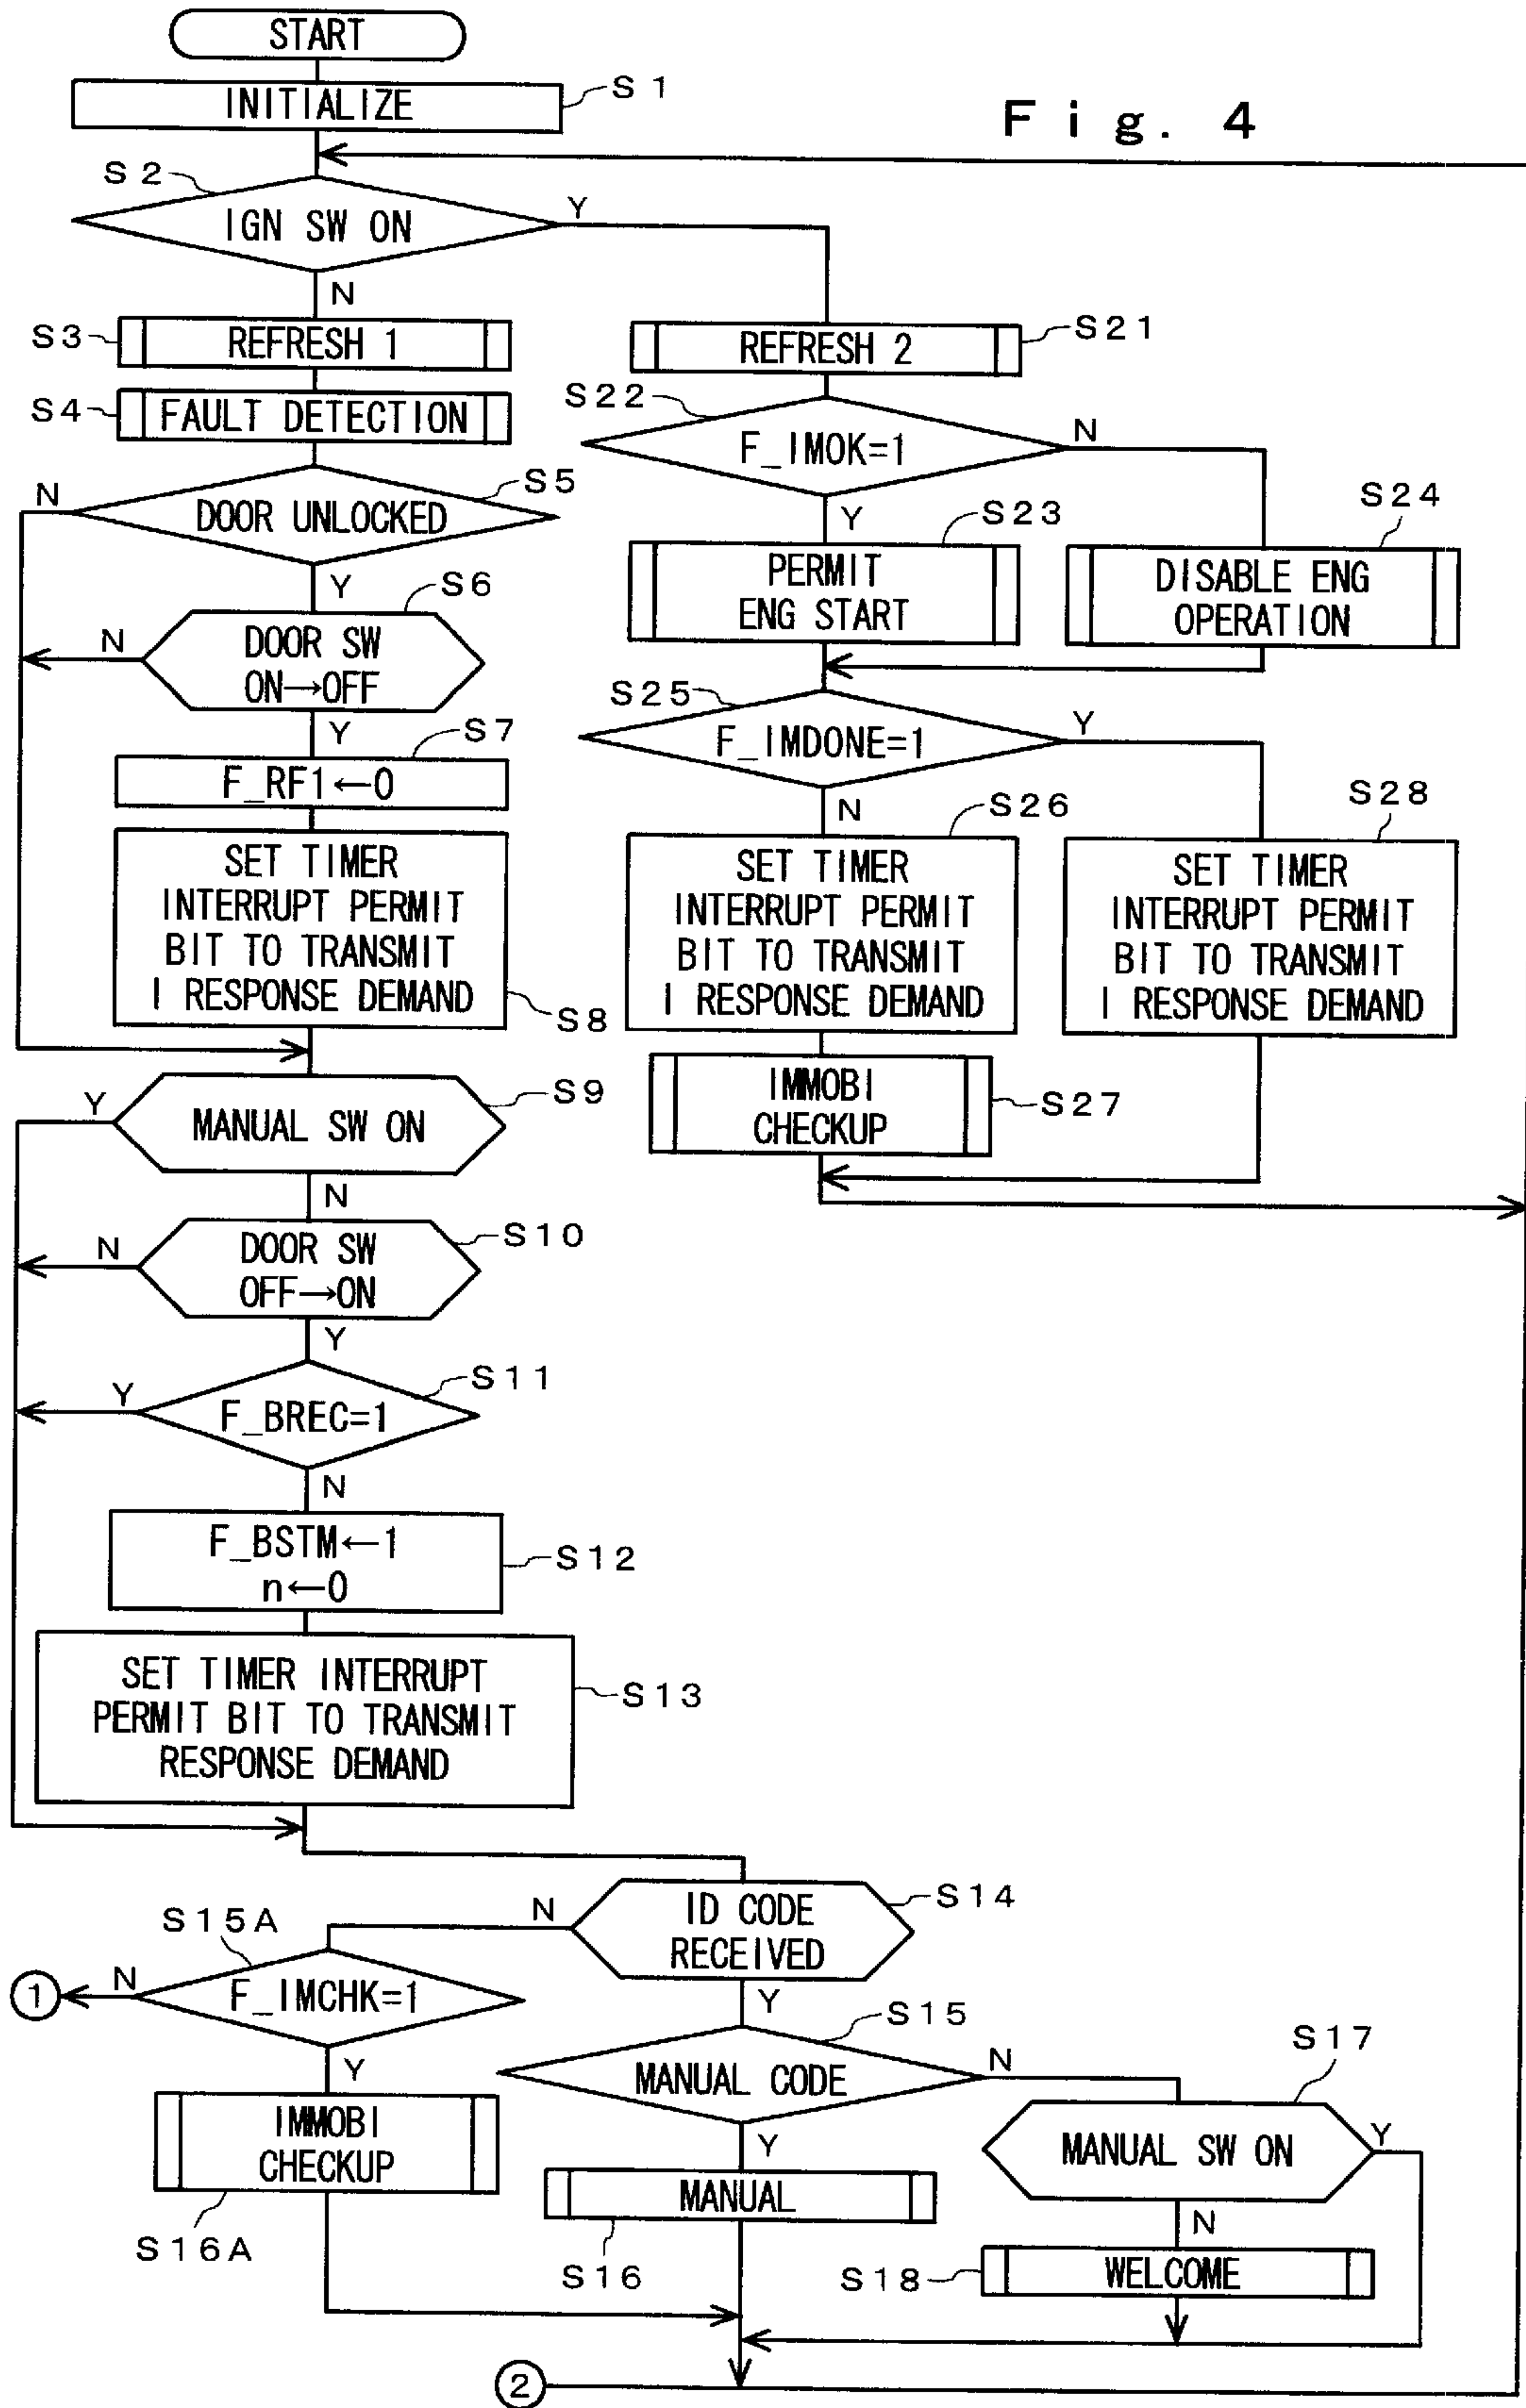 Fig. 4
START
INITIALIZE
S1
S2
IGN SW ON
Y
N
S3
REFRESH 1
S4
FAULT DETECTION
N
S5
DOOR UNLOCKED
Y
S6
N
DOOR SW
ON→OFF
Y
S7
F_RF1←0
SET TIMER
INTERRUPT PERMIT
BIT TO TRANSMIT
I RESPONSE DEMAND
S8
Y
S9
MANUAL SW ON
N
N
S10
DOOR SW
OFF→ON
Y
Y
S11
F_BREC=1
N
F_BSTM←1
n←0
S12
SET TIMER INTERRUPT
PERMIT BIT TO TRANSMIT
RESPONSE DEMAND
S13
REFRESH 2
S21
S22
F_IMOK=1
N
Y
S23
PERMIT
ENG START
S24
DISABLE ENG
OPERATION
S25
F_IMDONE=1
Y
N
S26
SET TIMER
INTERRUPT PERMIT
BIT TO TRANSMIT
I RESPONSE DEMAND
S28
SET TIMER
INTERRUPT PERMIT
BIT TO TRANSMIT
I RESPONSE DEMAND
IMMOBI
CHECKUP
S27
ID CODE
RECEIVED
S14
N
Y
S15A
F_IMCHK=1
N
1
Y
IMMOBI
CHECKUP
S16A
S15
MANUAL CODE
N
Y
MANUAL
S16
S17
MANUAL SW ON
Y
N
S18
WELCOME
2